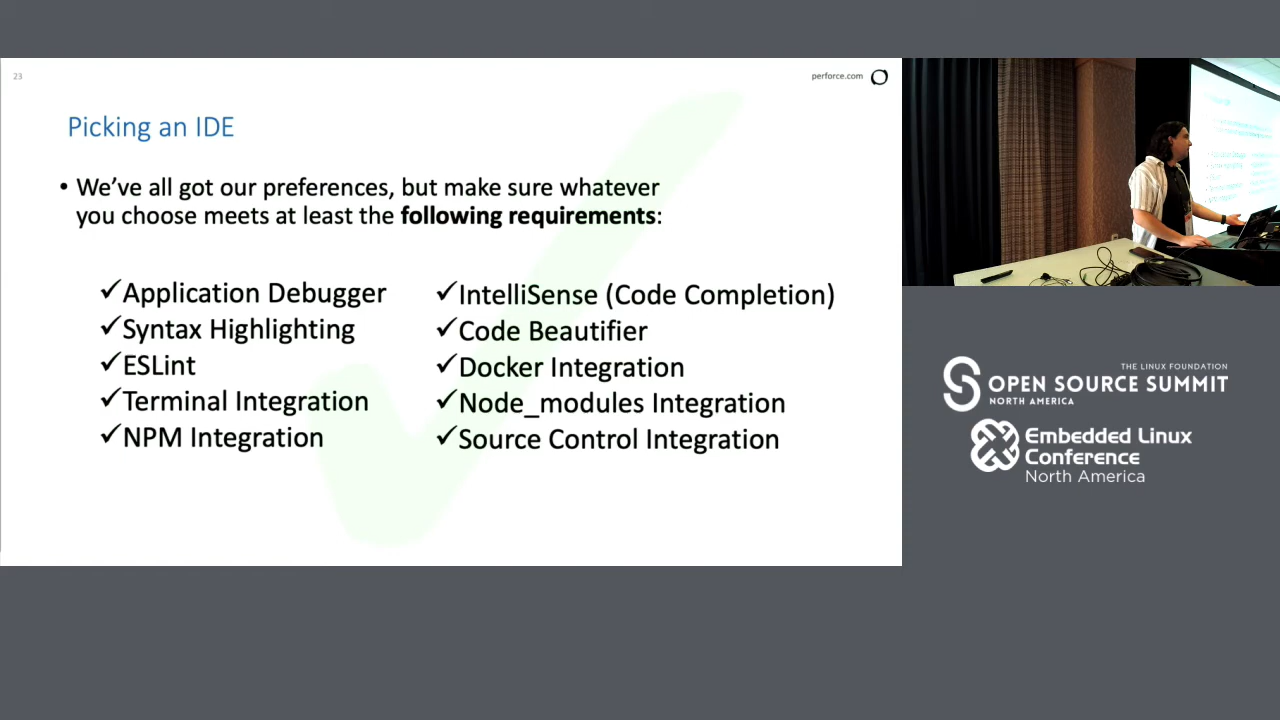 23
perforce.com
Picking an IDE
• We’ve all got our preferences, but make sure whatever
you choose meets at least the following requirements:
✓Application Debugger
✓Syntax Highlighting
✓ESLint
✓Terminal Integration
✓NPM Integration
✓IntelliSense (Code Completion)
✓Code Beautifier
✓Docker Integration
✓Node_modules Integration
✓Source Control Integration
THE LINUX FOUNDATION
OPEN SOURCE SUMMIT
NORTH AMERICA
Embedded Linux
Conference
North America